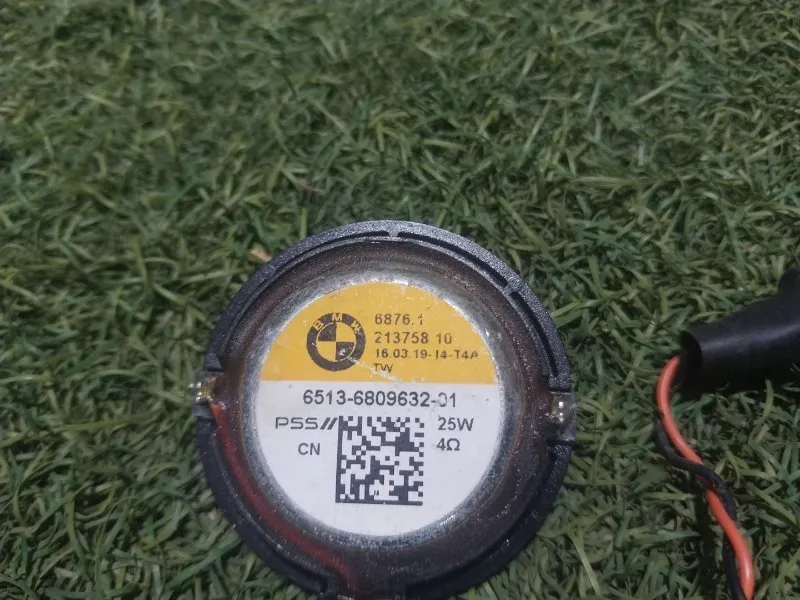 BMW
6876.1
213758 10
16.03.19-14-T4A
TW
6513-6809632-01
PSS//
25W
CN
4Ω